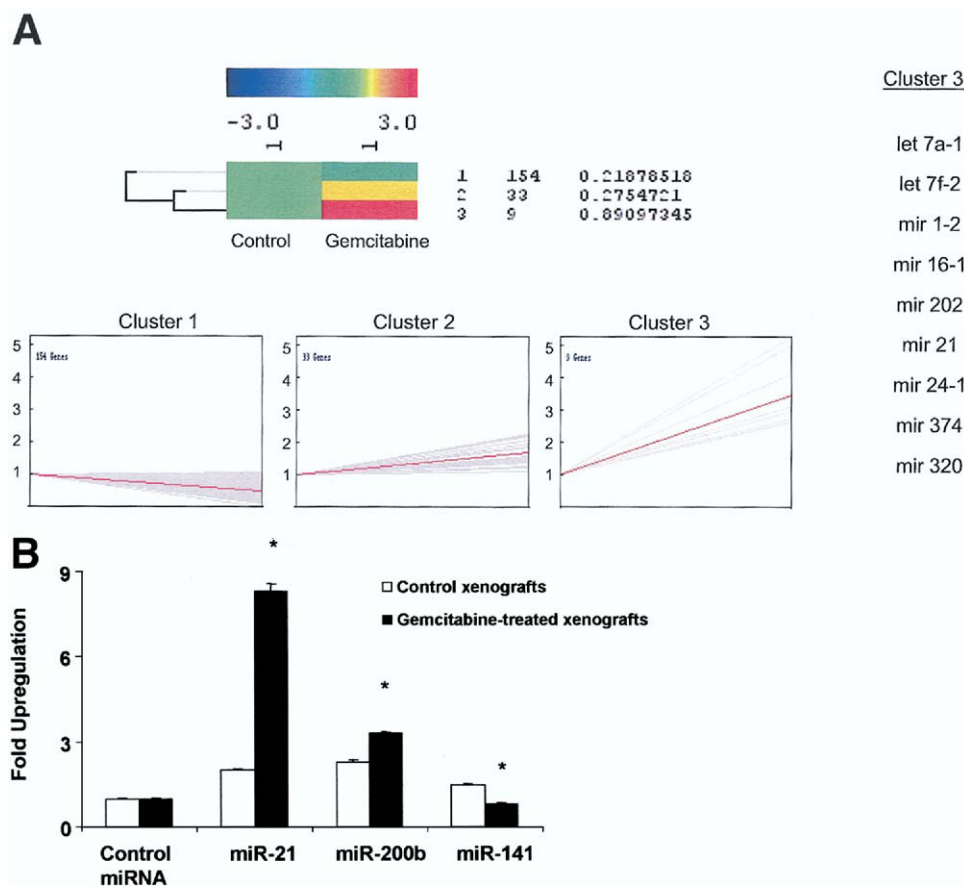 A
-3.0 3.0
1 1
1 154 0.21878518
2 33 0.2754721
3 9 0.89097345
Control Gemcitabine
Cluster 3
let 7a-1
let 7f-2
mir 1-2
mir 16-1
mir 202
mir 21
mir 24-1
mir 374
mir 320
Cluster 1
5
4
3
2
1
154 Genes
Cluster 2
5
4
3
2
1
33 Genes
Cluster 3
5
4
3
2
1
9 Genes
B
Fold Upregulation
9
6
3
0
*
*
*
Control xenografts
Gemcitabine-treated xenografts
Control
miRNA
miR-21
miR-200b
miR-141